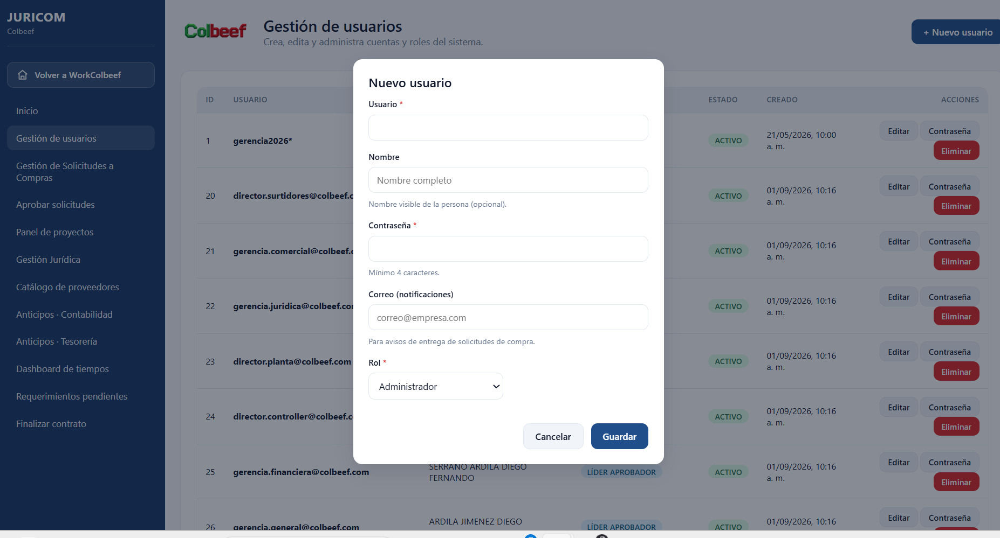 JURICOM
Colbeef
Volver a WorkColbeef
Inicio
Gestión de usuarios
Gestión de Solicitudes a
Compras
Aprobar solicitudes
Panel de proyectos
Gestión Jurídica
Catálogo de proveedores
Anticipos · Contabilidad
Anticipos · Tesorería
Dashboard de tiempos
Requerimientos pendientes
Finalizar contrato
Colbeef
Gestión de usuarios
Crea, edita y administra cuentas y roles del sistema.
+ Nuevo usuario
ID USUARIO ESTADO CREADO ACCIONES
1 gerencia2026* ACTIVO 21/05/2026, 10:00 a. m. Editar Contraseña
Eliminar
20 director.surtidores@colbeef.c ACTIVO 01/09/2026, 10:16 a. m. Editar Contraseña
Eliminar
21 gerencia.comercial@colbeef.c ACTIVO 01/09/2026, 10:16 a. m. Editar Contraseña
Eliminar
22 gerencia.juridica@colbeef.com ACTIVO 01/09/2026, 10:16 a. m. Editar Contraseña
Eliminar
23 director.planta@colbeef.com ACTIVO 01/09/2026, 10:16 a. m. Editar Contraseña
Eliminar
24 director.controller@colbeef.c ACTIVO 01/09/2026, 10:16 a. m. Editar Contraseña
Eliminar
25 gerencia.financiera@colbeef.com SERRANO ARDILA DIEGO FERNANDO LÍDER APROBADOR ACTIVO 01/09/2026, 10:16 a. m. Editar Contraseña
Eliminar
26 gerencia.general@colbeef.com ARDILA JIMENEZ DIEGO LÍDER APROBADOR ACTIVO 01/09/2026, 10:16 Editar Contraseña
Nuevo usuario
Usuario *
Nombre
Nombre completo
Nombre visible de la persona (opcional).
Contraseña *
Mínimo 4 caracteres.
Correo (notificaciones)
correo@empresa.com
Para avisos de entrega de solicitudes de compra.
Rol *
Administrador
Cancelar
Guardar